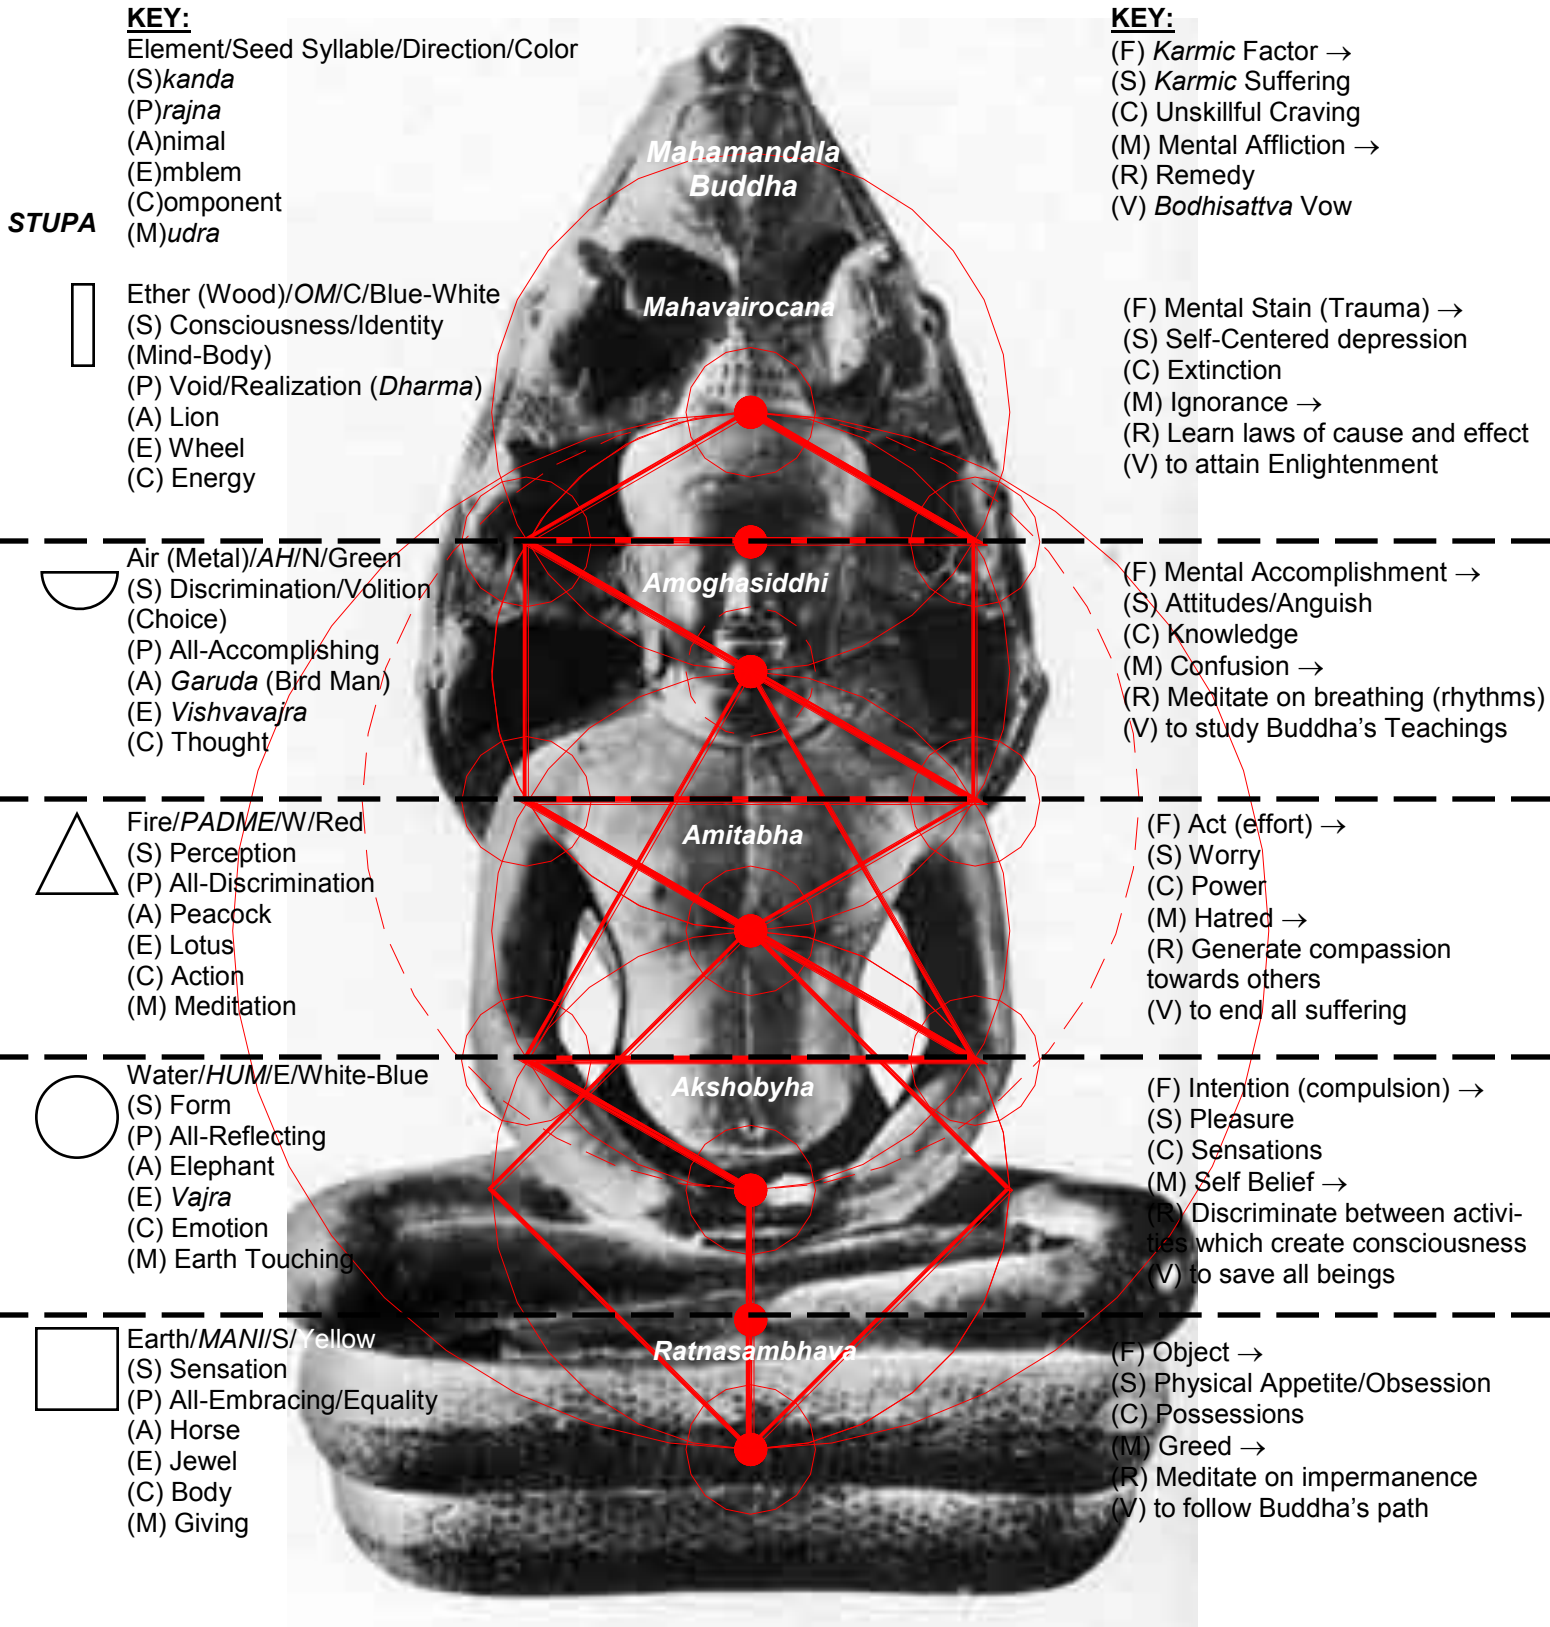 KEY:
Element/Seed Syllable/Direction/Color
(S)kanda
(P)rajna
(A)nimal
(E)mblem
(C)omponent
(M)udra
STUPA
KEY:
(F) Karmic Factor →
(S) Karmic Suffering
(C) Unskillful Craving
(M) Mental Affliction →
(R) Remedy
(V) Bodhisattva Vow
Mahamandala
Buddha
Ether (Wood)/OM/C/Blue-White
(S) Consciousness/Identity
(Mind-Body)
(P) Void/Realization (Dharma)
(A) Lion
(E) Wheel
(C) Energy
Mahavairocana
(F) Mental Stain (Trauma) →
(S) Self-Centered depression
(C) Extinction
(M) Ignorance →
(R) Learn laws of cause and effect
(V) to attain Enlightenment
Air (Metal)/AH/N/Green
(S) Discrimination/Volition
(Choice)
(P) All-Accomplishing
(A) Garuda (Bird Man)
(E) Vishvavajra
(C) Thought
Amoghasiddhi
(F) Mental Accomplishment →
(S) Attitudes/Anguish
(C) Knowledge
(M) Confusion →
(R) Meditate on breathing (rhythms)
(V) to study Buddha's Teachings
Fire/PADME/W/Red
(S) Perception
(P) All-Discrimination
(A) Peacock
(E) Lotus
(C) Action
(M) Meditation
Amitabha
(F) Act (effort) →
(S) Worry
(C) Power
(M) Hatred →
(R) Generate compassion
towards others
(V) to end all suffering
Water/HUM/E/White-Blue
(S) Form
(P) All-Reflecting
(A) Elephant
(E) Vajra
(C) Emotion
(M) Earth Touching
Akshobyha
(F) Intention (compulsion) →
(S) Pleasure
(C) Sensations
(M) Self Belief →
(R) Discriminate between activi-
ties which create consciousness
(V) to save all beings
Earth/MANI/S/Yellow
(S) Sensation
(P) All-Embracing/Equality
(A) Horse
(E) Jewel
(C) Body
(M) Giving
Ratnasambhava
(F) Object →
(S) Physical Appetite/Obsession
(C) Possessions
(M) Greed →
(R) Meditate on impermanence
(V) to follow Buddha's path